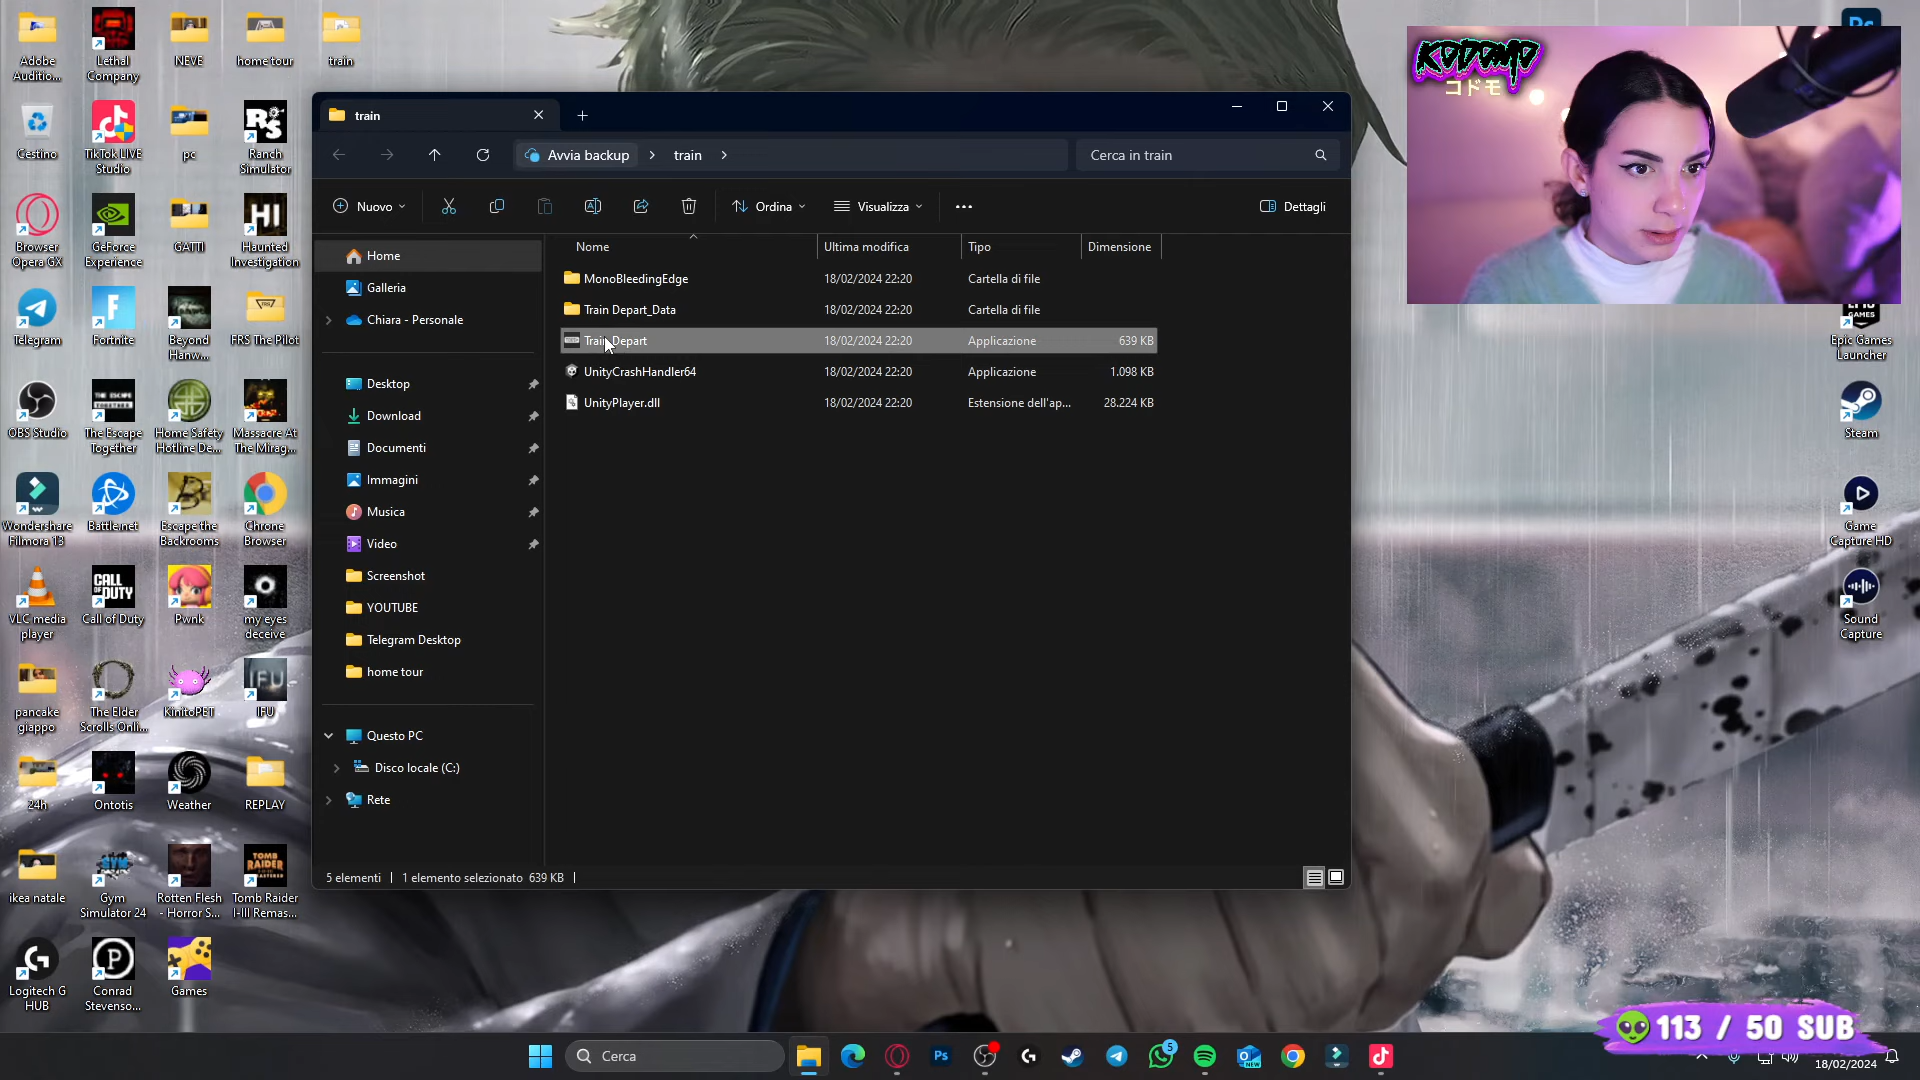 Adobe
Auditio...
Lethal
Company
NEVE
home tour
train
Cestino
TikTok LIVE
Studio
pc
Ranch
Simulator
Browser
Opera GX
GeForce
Experience
GATTI
Haunted
Investigation
Telegram
Fortnite
Beyond
Hanw...
FRS The Pilot
OBS Studio
The Escape
Together
Home Safety
Hotline De...
Massacre At
The Mirag...
Wondershare
Filmora 13
Battle.net
Escape the
Backrooms
Chrome
Browser
VLC media
player
Call of Duty
Pwnk
my eyes
deceive
pancake
giappo
The Elder
Scrolls Onli...
KinitoPET
IFU
24h
Ontotis
Weather
REPLAY
ikea natale
Gym
Simulator 24
Rotten Flesh
- Horror S...
Tomb Raider
I-III Remas...
Logitech G
HUB
Conrad
Stevenso...
Games
train
Avvia backup
train
Cerca in train
Nuovo
Ordina
Visualizza
Dettagli
Home
Galleria
Chiara - Personale
Desktop
Download
Documenti
Immagini
Musica
Video
Screenshot
YOUTUBE
Telegram Desktop
home tour
Questo PC
Disco locale (C:)
Rete
Nome Ultima modifica Tipo Dimensione
MonoBleedingEdge 18/02/2024 22:20 Cartella di file
Train Depart_Data 18/02/2024 22:20 Cartella di file
Train Depart 18/02/2024 22:20 Applicazione 639 KB
UnityCrashHandler64 18/02/2024 22:20 Applicazione 1.098 KB
UnityPlayer.dll 18/02/2024 22:20 Estensione dell'ap... 28.224 KB
5 elementi 1 elemento selezionato 639 KB
KODOMO
コドモ
Epic Games
Launcher
Steam
Game
Capture HD
Sound
Capture
113 / 50 SUB
Cerca
Ps
5
18/02/2024